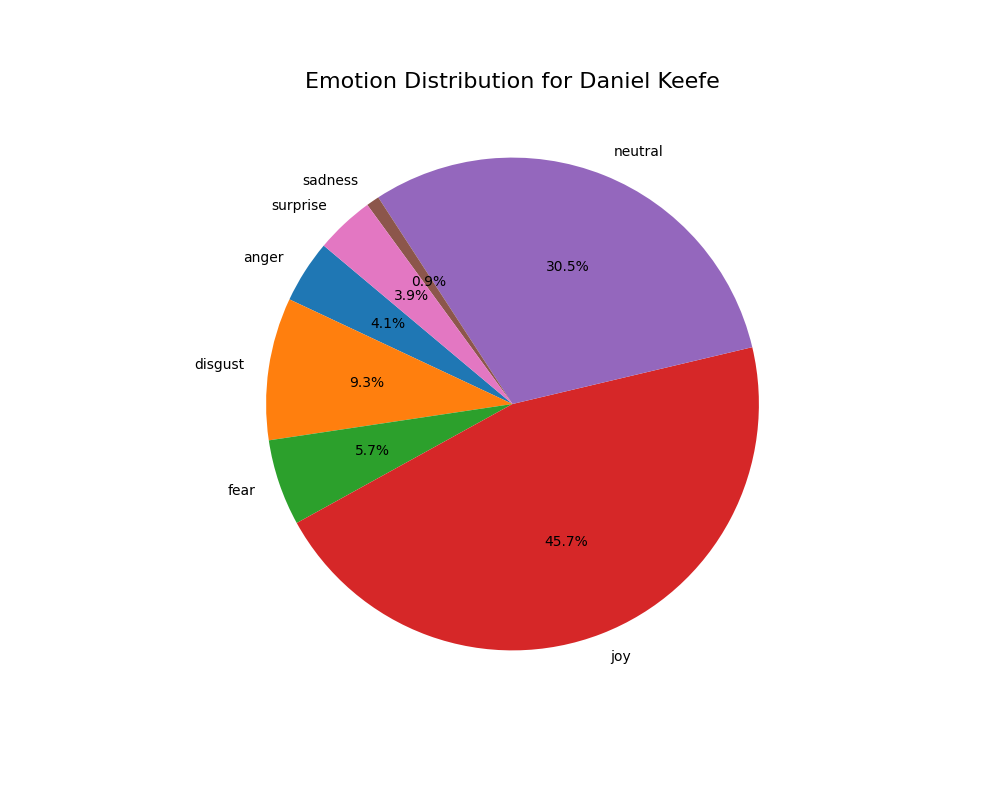 Emotion Distribution for Daniel Keefe
neutral
sadness
surprise
anger
disgust
fear
joy
30.5%
0.9%
3.9%
4.1%
9.3%
5.7%
45.7%